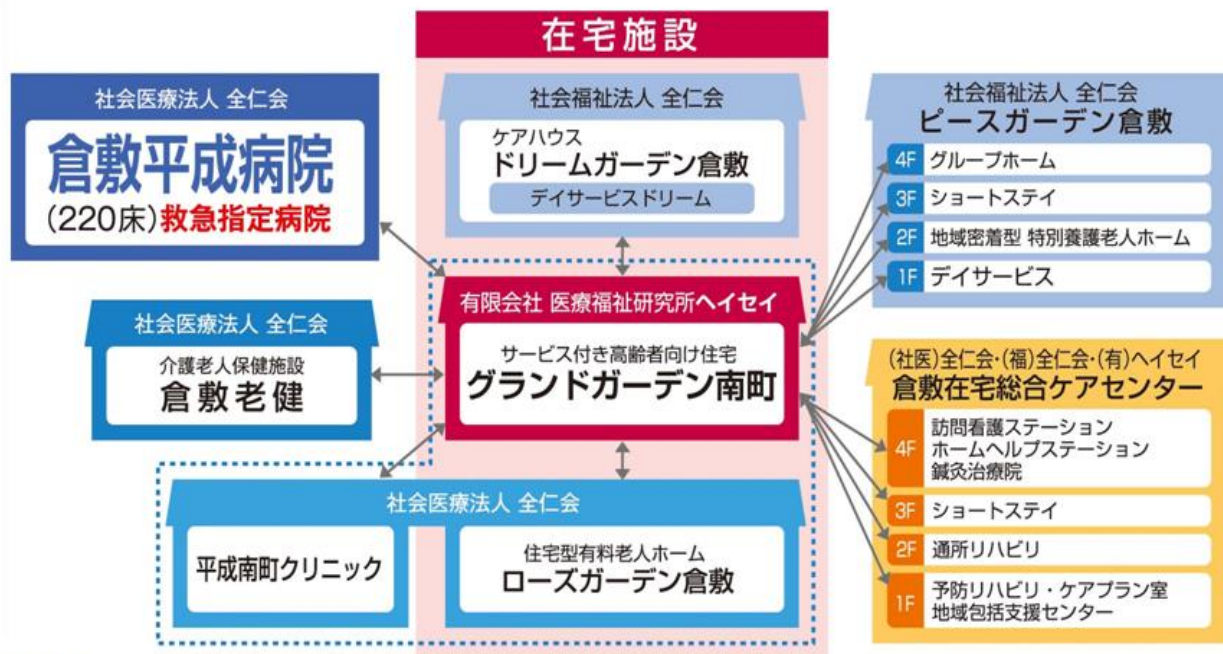 在宅施設
社会医療法人 全仁会
倉敷平成病院
(220床)救急指定病院
社会福祉法人 全仁会
ケアハウス
ドリームガーデン倉敷
デイサービスドリーム
社会福祉法人 全仁会
ピースガーデン倉敷
4F グループホーム
3F ショートステイ
2F 地域密着型 特別養護老人ホーム
1F デイサービス
社会医療法人 全仁会
介護老人保健施設
倉敷老健
有限会社 医療福祉研究所ヘイセイ
サービス付き高齢者向け住宅
グランドガーデン南町
(社医)全仁会・(福)全仁会・(有)ヘイセイ
倉敷在宅総合ケアセンター
4F 訪問看護ステーション
ホームヘルプステーション
鍼灸治療院
3F ショートステイ
2F 通所リハビリ
1F 予防リハビリ・ケアプラン室
地域包括支援センター
社会医療法人 全仁会
平成南町クリニック
住宅型有料老人ホーム
ローズガーデン倉敷